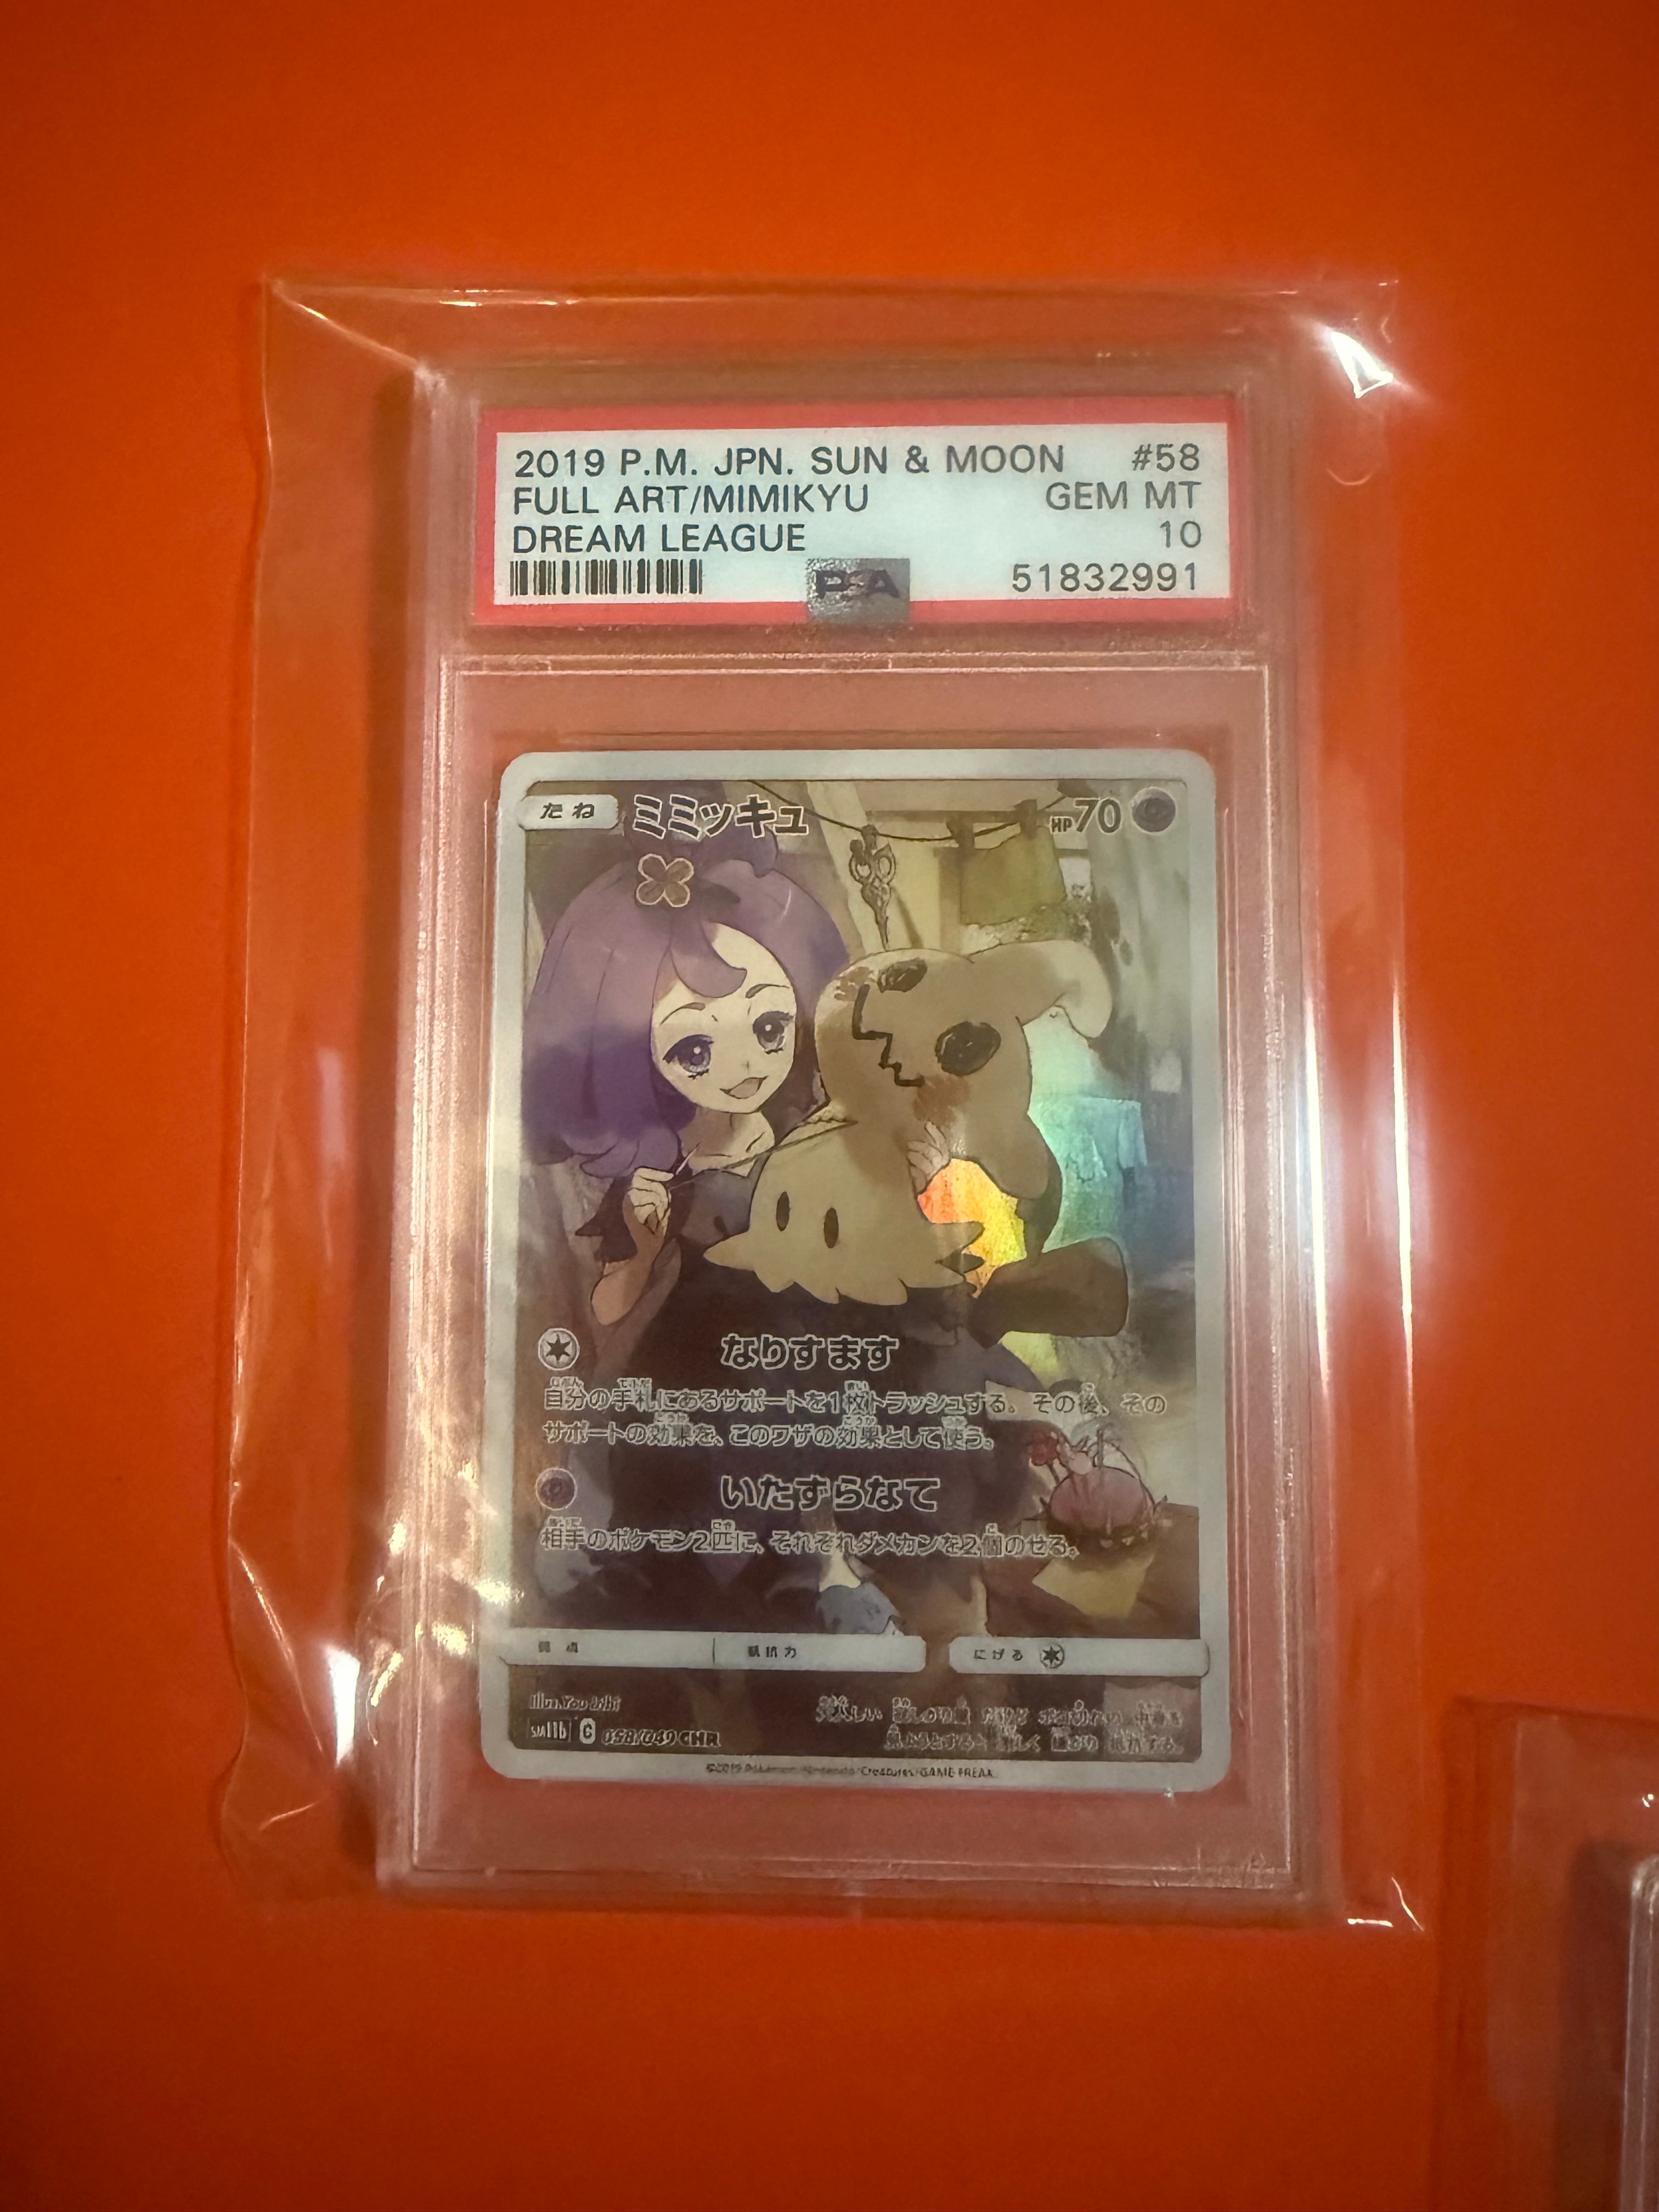 2019 P.M. JPN. SUN & MOON #58
FULL ART/MIMIKYU GEM MT
DREAM LEAGUE 10
PSA 51832991
たね ミミッキュ HP70
なりすます
自分の手札にあるサポートを1枚トラッシュする。その後、その
サポートの効果を、このワザの効果として使う。
いたずらなて
相手のポケモン2匹に、それぞれダメカンを2個のせる。
弱点 抵抗力 にげる
Illus. You Iribi
SM11b C 058/049 CHR
©2019 Pokémon/Nintendo/Creatures/GAME FREAK